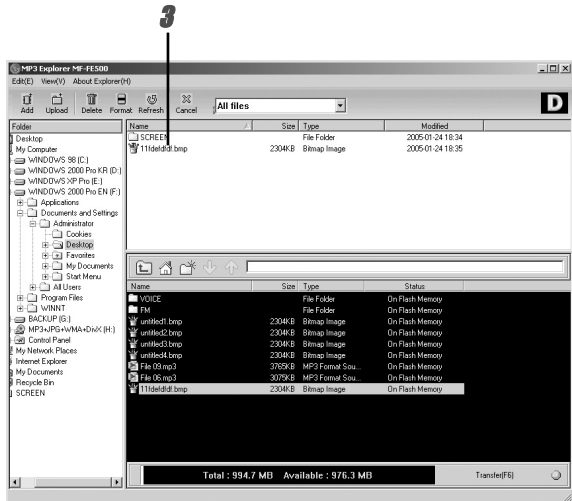 3
MP3 Explorer MF-FE500
Edit(E) View(V) About Explorer(H)
Add Upload Delete Format Refresh Cancel All files D
Folder
Desktop
My Computer
WINDOWS 98 (C:)
WINDOWS 2000 Pro KR (D:)
WINDOWS XP Pro (E:)
WINDOWS 2000 Pro EN (F:)
Applications
Documents and Settings
Administrator
Cookies
Desktop
Favorites
My Documents
Start Menu
All Users
Program Files
WINNT
BACKUP (G:)
MP3+JPG+WMA+DivX (H:)
Control Panel
My Network Places
Internet Explorer
My Documents
Recycle Bin
SCREEN
Name Size Type Modified
SCREEN File Folder 2005-01-24 18:34
11fdefdfdf.bmp 2304KB Bitmap Image 2005-01-24 18:35
Name Size Type Status
VOICE File Folder On Flash Memory
FM File Folder On Flash Memory
untitled1.bmp 2304KB Bitmap Image On Flash Memory
untitled2.bmp 2304KB Bitmap Image On Flash Memory
untitled3.bmp 2304KB Bitmap Image On Flash Memory
untitled4.bmp 2304KB Bitmap Image On Flash Memory
File 09.mp3 3765KB MP3 Format Sou... On Flash Memory
File 06.mp3 3075KB MP3 Format Sou... On Flash Memory
11fdefdfdf.bmp 2304KB Bitmap Image On Flash Memory
Total : 994.7 MB Available : 976.3 MB
Transfer(F6)